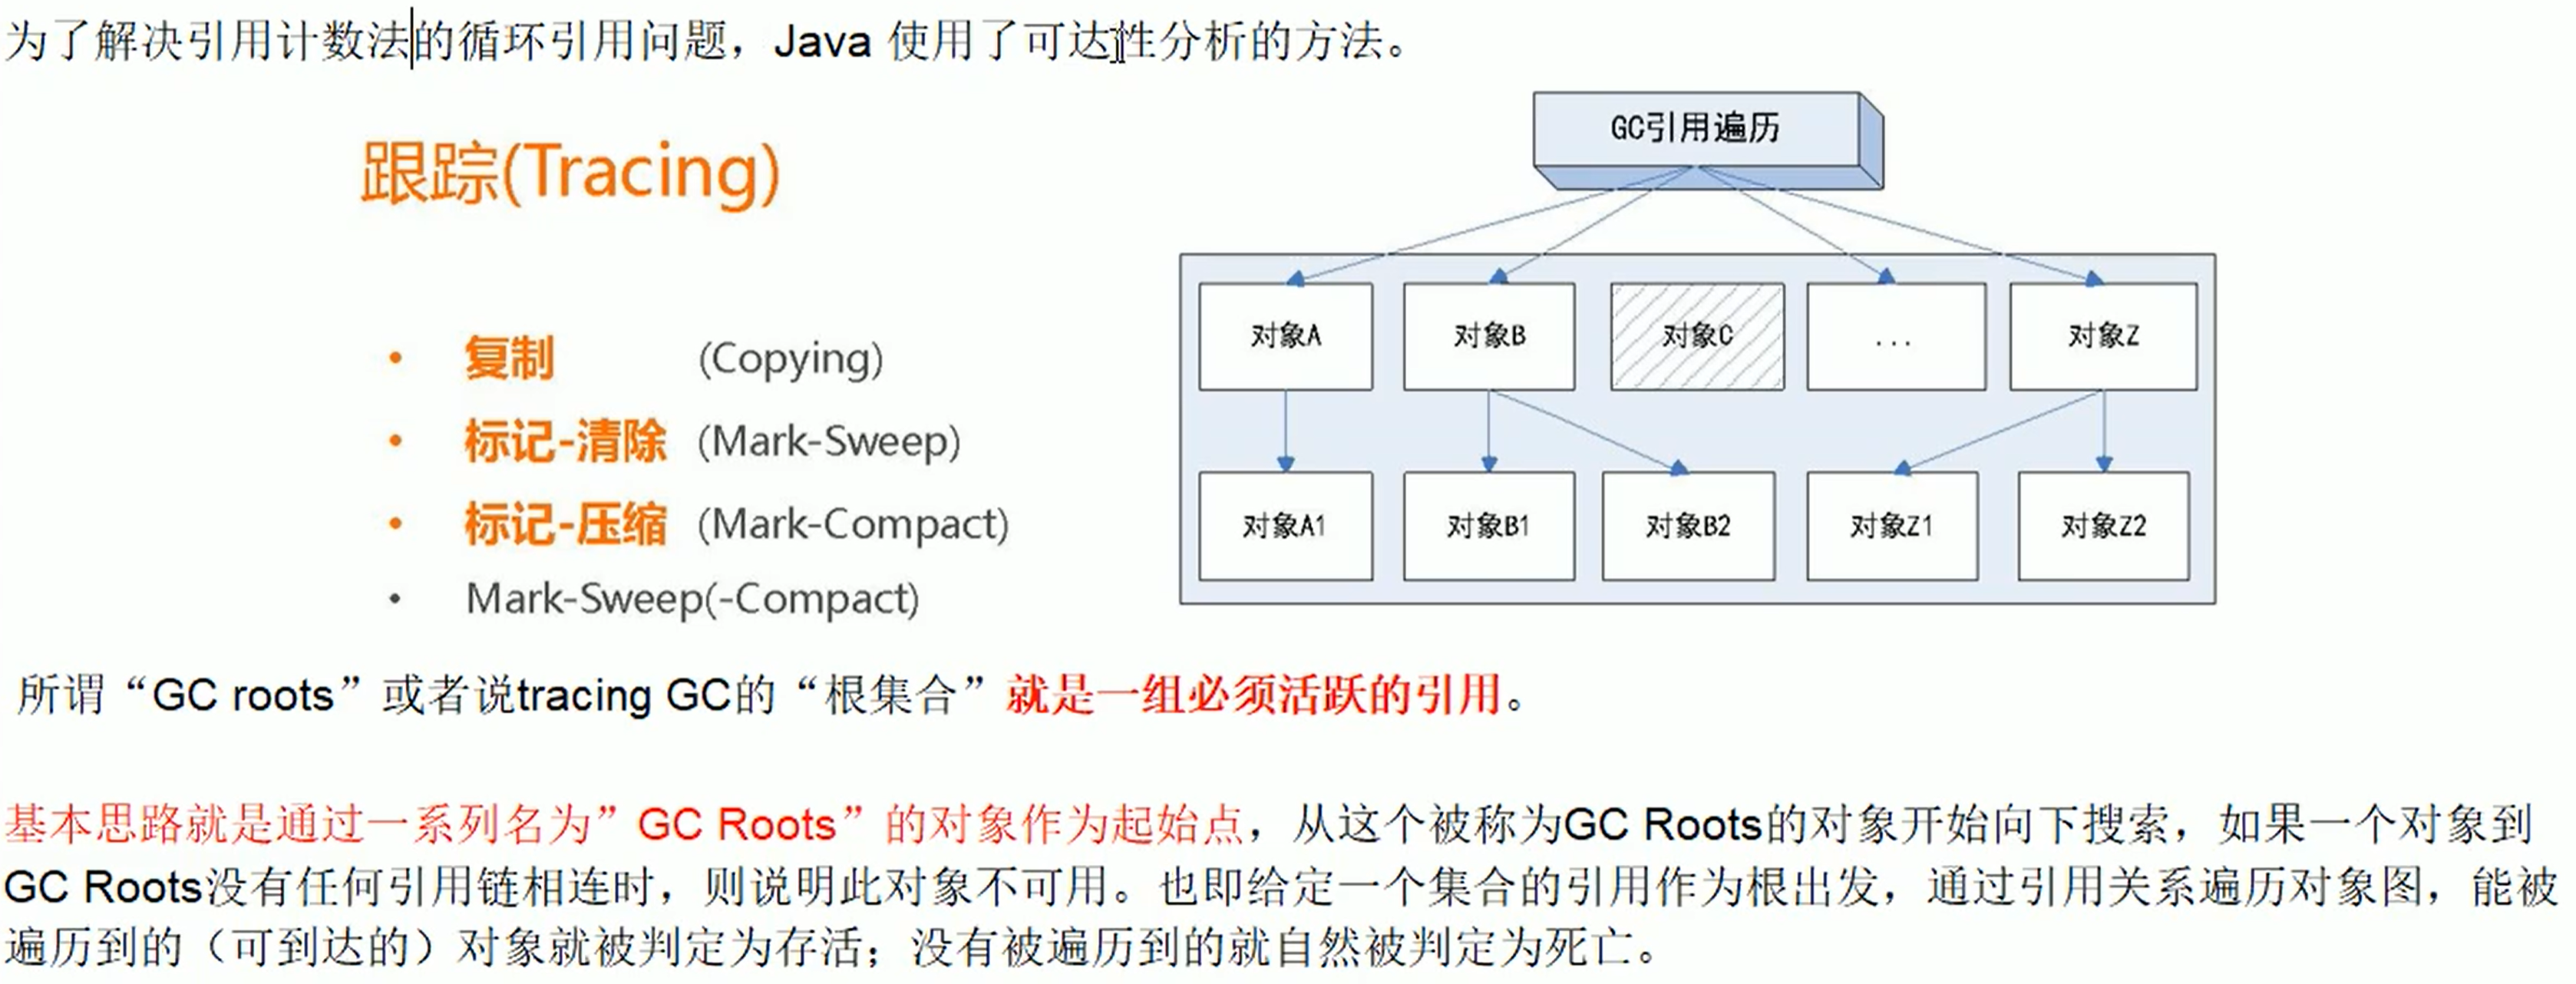 为了解决引用计数法的循环引用问题，Java 使用了可达性分析的方法。
跟踪(Tracing)
• 复制 (Copying)
• 标记-清除 (Mark-Sweep)
• 标记-压缩 (Mark-Compact)
• Mark-Sweep(-Compact)
GC引用遍历
对象A 对象B 对象C ... 对象Z
对象A1 对象B1 对象B2 对象Z1 对象Z2
所谓“GC roots”或者说tracing GC的“根集合”就是一组必须活跃的引用。
基本思路就是通过一系列名为”GC Roots”的对象作为起始点，从这个被称为GC Roots的对象开始向下搜索，如果一个对象到
GC Roots没有任何引用链相连时，则说明此对象不可用。也即给定一个集合的引用作为根出发，通过引用关系遍历对象图，能被
遍历到的（可到达的）对象就被判定为存活；没有被遍历到的就自然被判定为死亡。